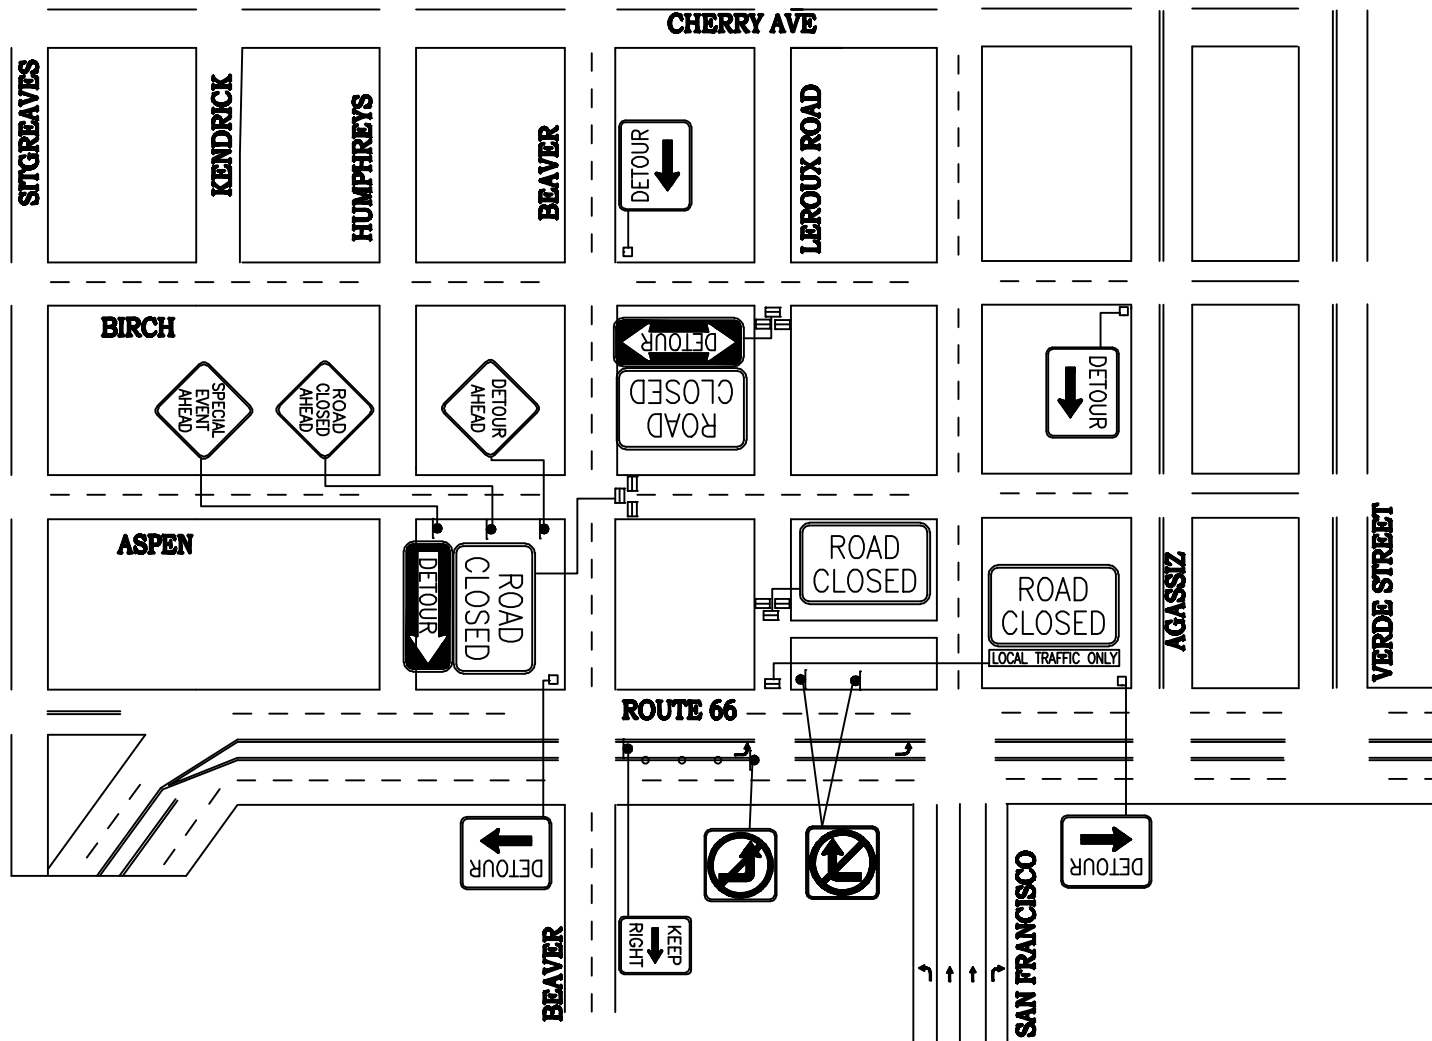 CHERRY AVE
SITGREAVES
KENDRICK
HUMPHREYS
BEAVER
DETOUR
LEROUX ROAD
BIRCH
SPECIAL
EVENT
AHEAD
ROAD
CLOSED
AHEAD
DETOUR
AHEAD
DETOUR
ROAD
CLOSED
DETOUR
ASPEN
DETOUR
ROAD
CLOSED
ROAD
CLOSED
ROAD
CLOSED
LOCAL TRAFFIC ONLY
AGASSIZ
VERDE STREET
ROUTE 66
DETOUR
DETOUR
KEEP
RIGHT
BEAVER
SAN FRANCISCO